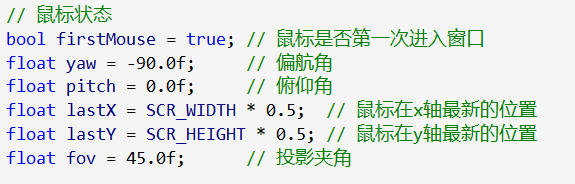 // 鼠标状态
bool firstMouse = true; // 鼠标是否第一次进入窗口
float yaw = -90.0f;     // 偏航角
float pitch = 0.0f;     // 俯仰角
float lastX = SCR_WIDTH * 0.5;  // 鼠标在x轴最新的位置
float lastY = SCR_HEIGHT * 0.5; // 鼠标在y轴最新的位置
float fov = 45.0f;      // 投影夹角